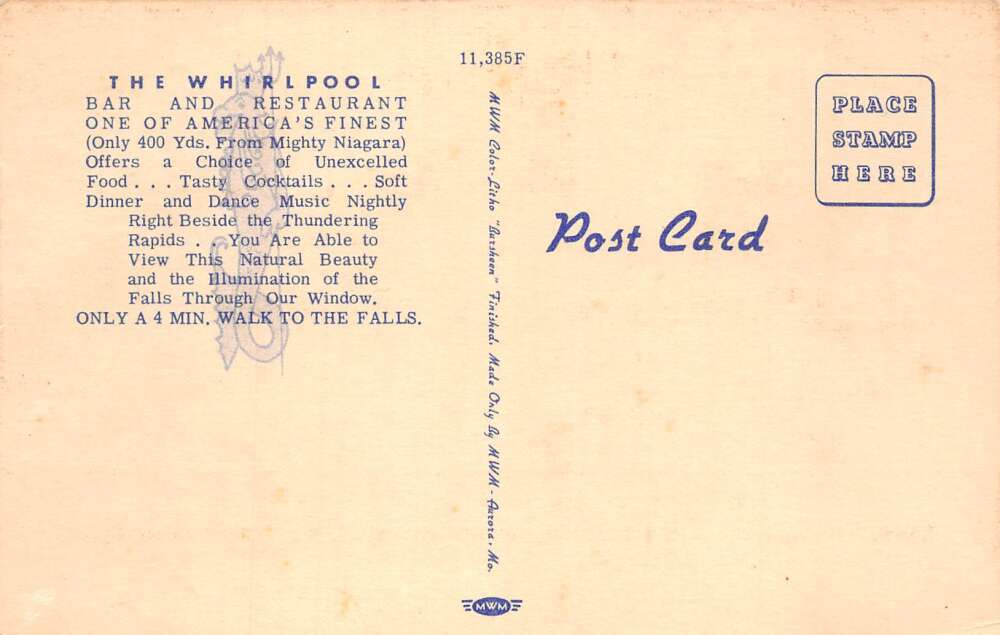 11,385F
THE WHIRLPOOL
BAR AND RESTAURANT
ONE OF AMERICA'S FINEST
(Only 400 Yds. From Mighty Niagara)
Offers a Choice of Unexcelled
Food . . . Tasty Cocktails . . . Soft
Dinner and Dance Music Nightly
Right Beside the Thundering
Rapids . . You Are Able to
View This Natural Beauty
and the Illumination of the
Falls Through Our Window.
ONLY A 4 MIN. WALK TO THE FALLS.
MWM Color-Litho "Varsheen" Finished. Made Only By MWM - Aurora, Mo.
MWM
Post Card
PLACE
STAMP
HERE